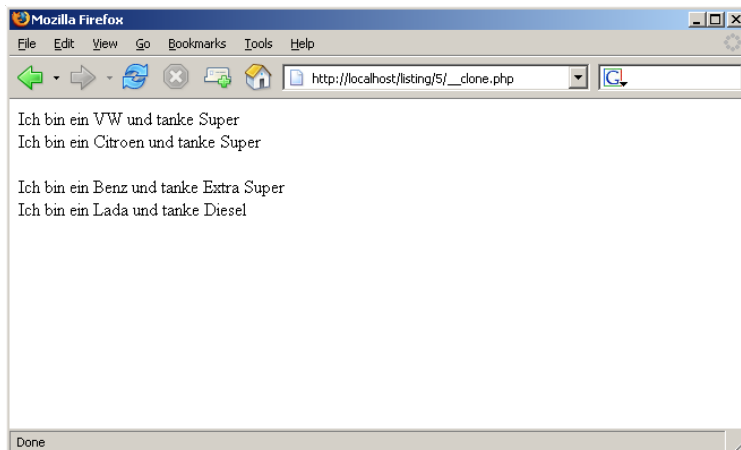 Mozilla Firefox
File Edit View Go Bookmarks Tools Help
http://localhost/listing/5/__clone.php
G
Ich bin ein VW und tanke Super
Ich bin ein Citroen und tanke Super
Ich bin ein Benz und tanke Extra Super
Ich bin ein Lada und tanke Diesel
Done